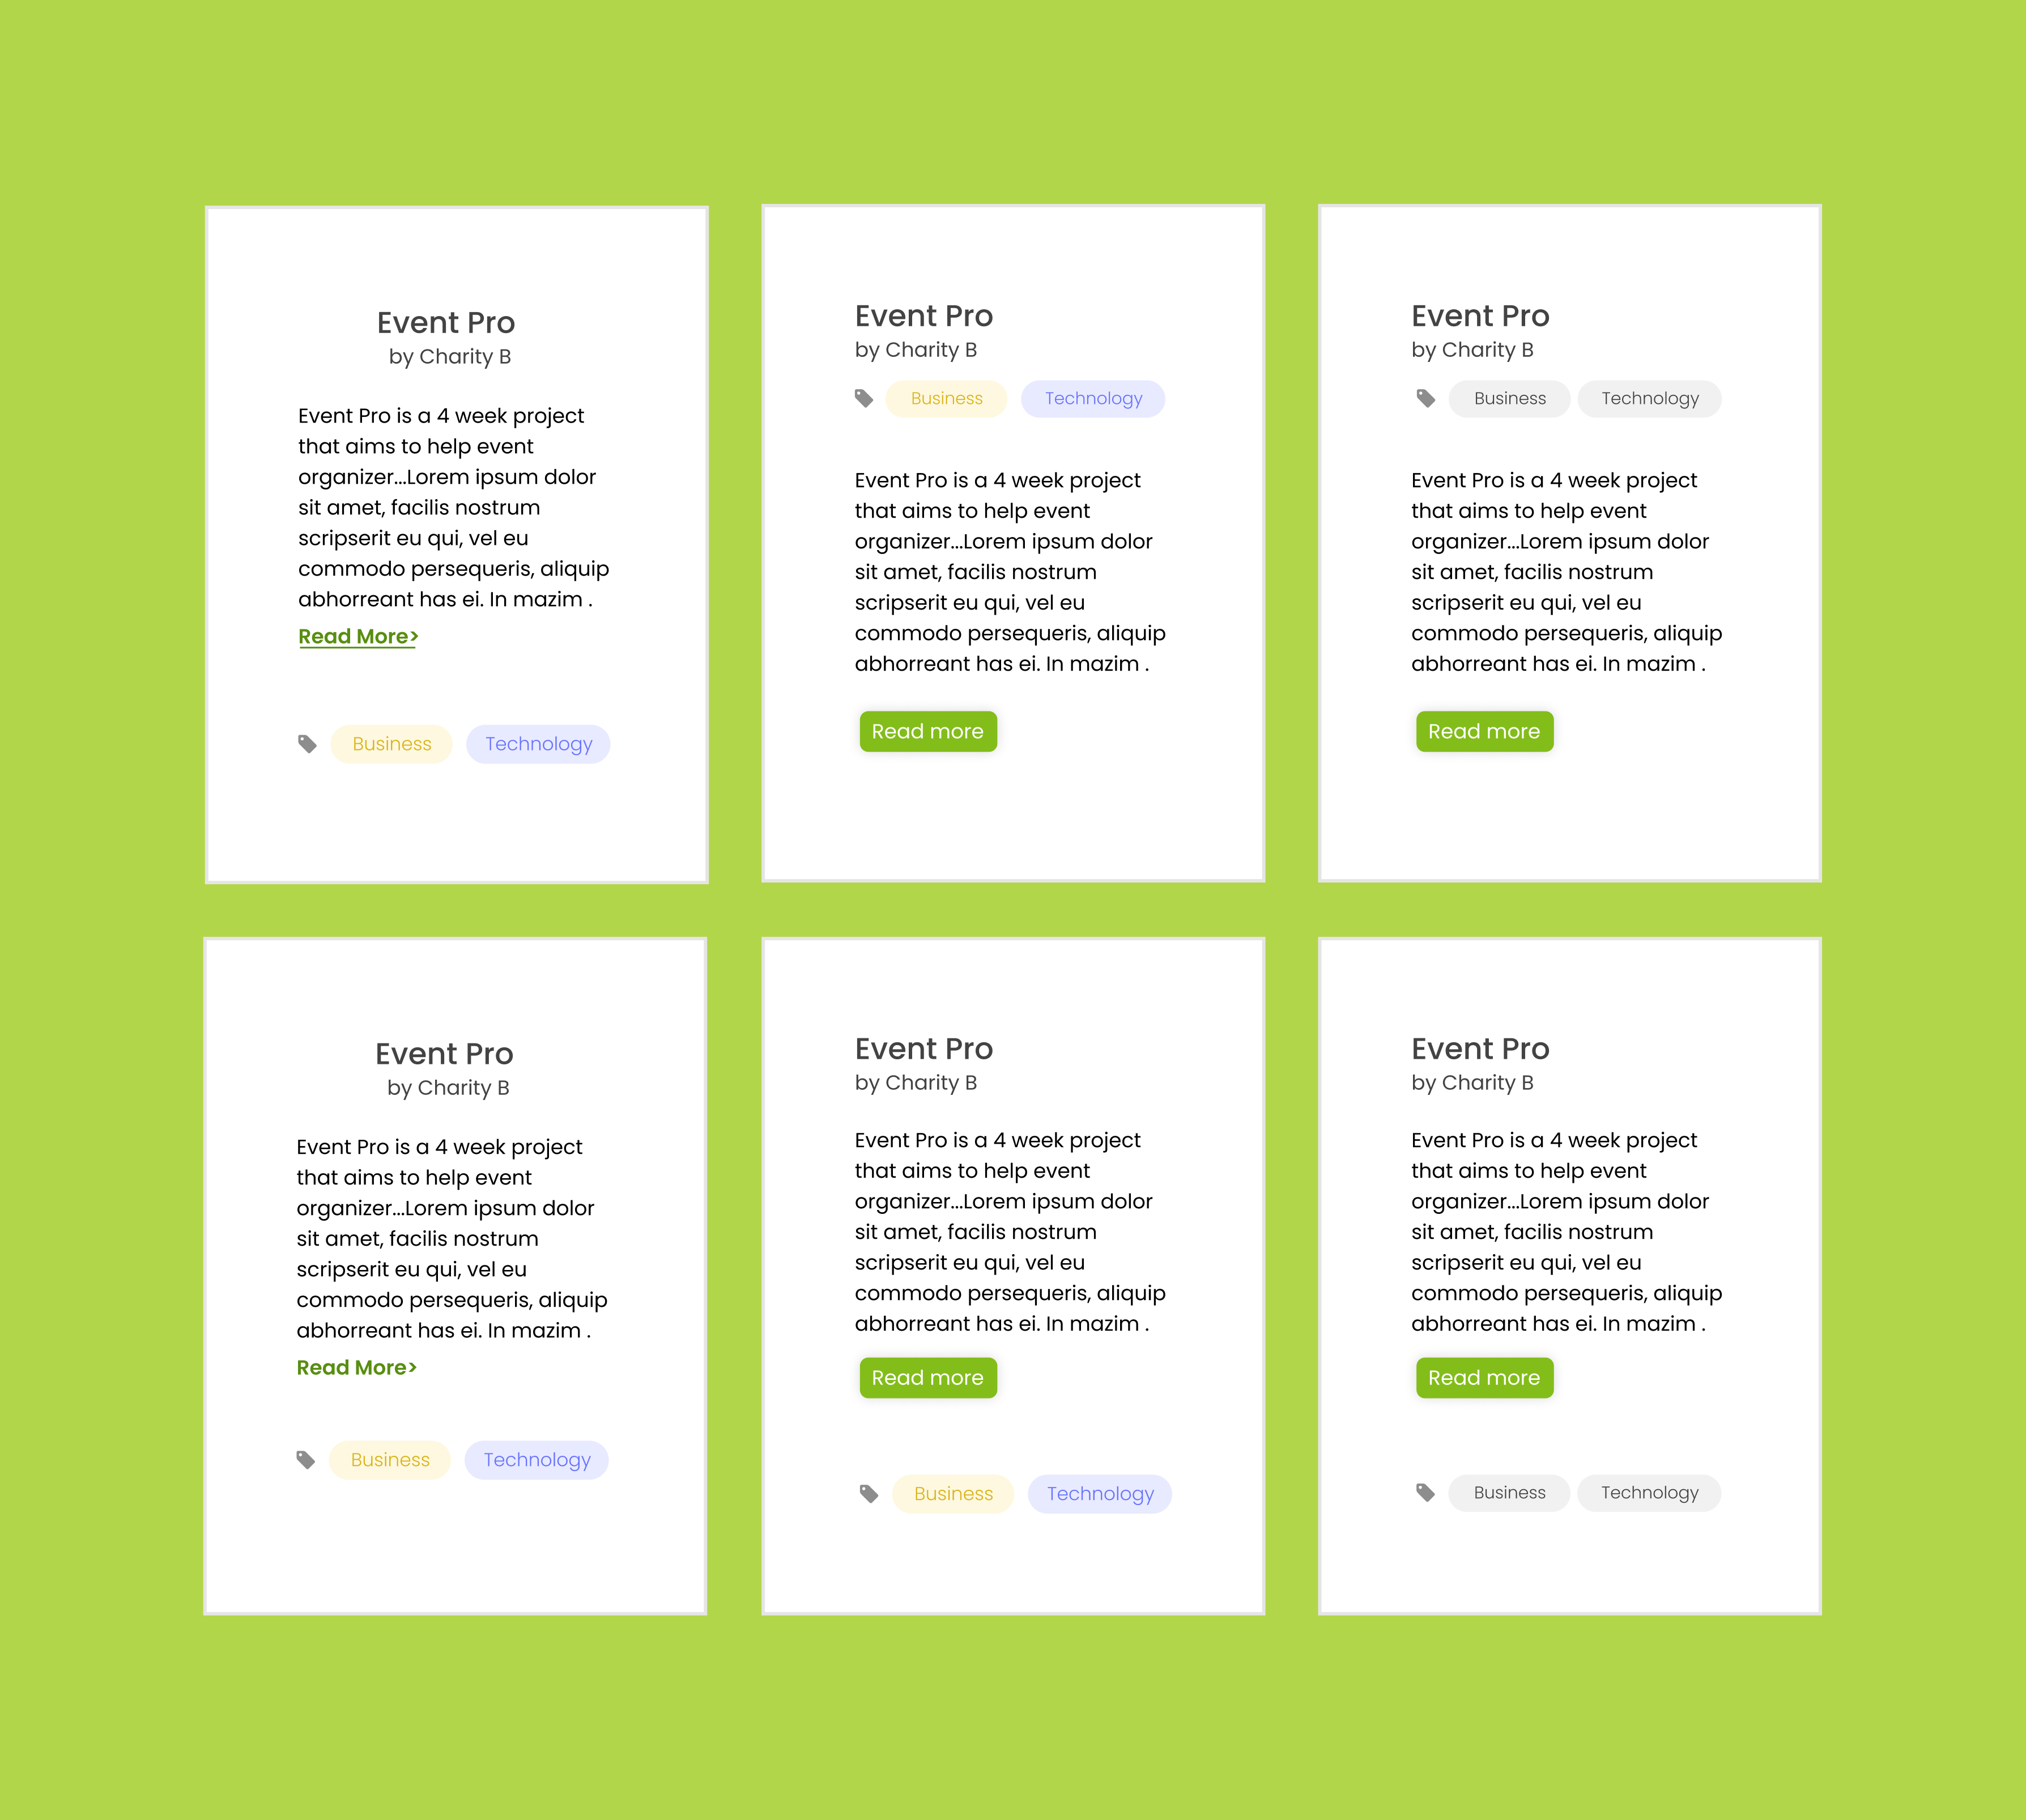 Event Pro
by Charity B
Event Pro is a 4 week project
that aims to help event
organizer...Lorem ipsum dolor
sit amet, facilis nostrum
scripserit eu qui, vel eu
commodo persequeris, aliquip
abhorreant has ei. In mazim .
Read More>
Business Technology
Event Pro
by Charity B
Business Technology
Event Pro is a 4 week project
that aims to help event
organizer...Lorem ipsum dolor
sit amet, facilis nostrum
scripserit eu qui, vel eu
commodo persequeris, aliquip
abhorreant has ei. In mazim .
Read more
Event Pro
by Charity B
Business Technology
Event Pro is a 4 week project
that aims to help event
organizer...Lorem ipsum dolor
sit amet, facilis nostrum
scripserit eu qui, vel eu
commodo persequeris, aliquip
abhorreant has ei. In mazim .
Read more
Event Pro
by Charity B
Event Pro is a 4 week project
that aims to help event
organizer...Lorem ipsum dolor
sit amet, facilis nostrum
scripserit eu qui, vel eu
commodo persequeris, aliquip
abhorreant has ei. In mazim .
Read More>
Business Technology
Event Pro
by Charity B
Event Pro is a 4 week project
that aims to help event
organizer...Lorem ipsum dolor
sit amet, facilis nostrum
scripserit eu qui, vel eu
commodo persequeris, aliquip
abhorreant has ei. In mazim .
Read more
Business Technology
Event Pro
by Charity B
Event Pro is a 4 week project
that aims to help event
organizer...Lorem ipsum dolor
sit amet, facilis nostrum
scripserit eu qui, vel eu
commodo persequeris, aliquip
abhorreant has ei. In mazim .
Read more
Business Technology